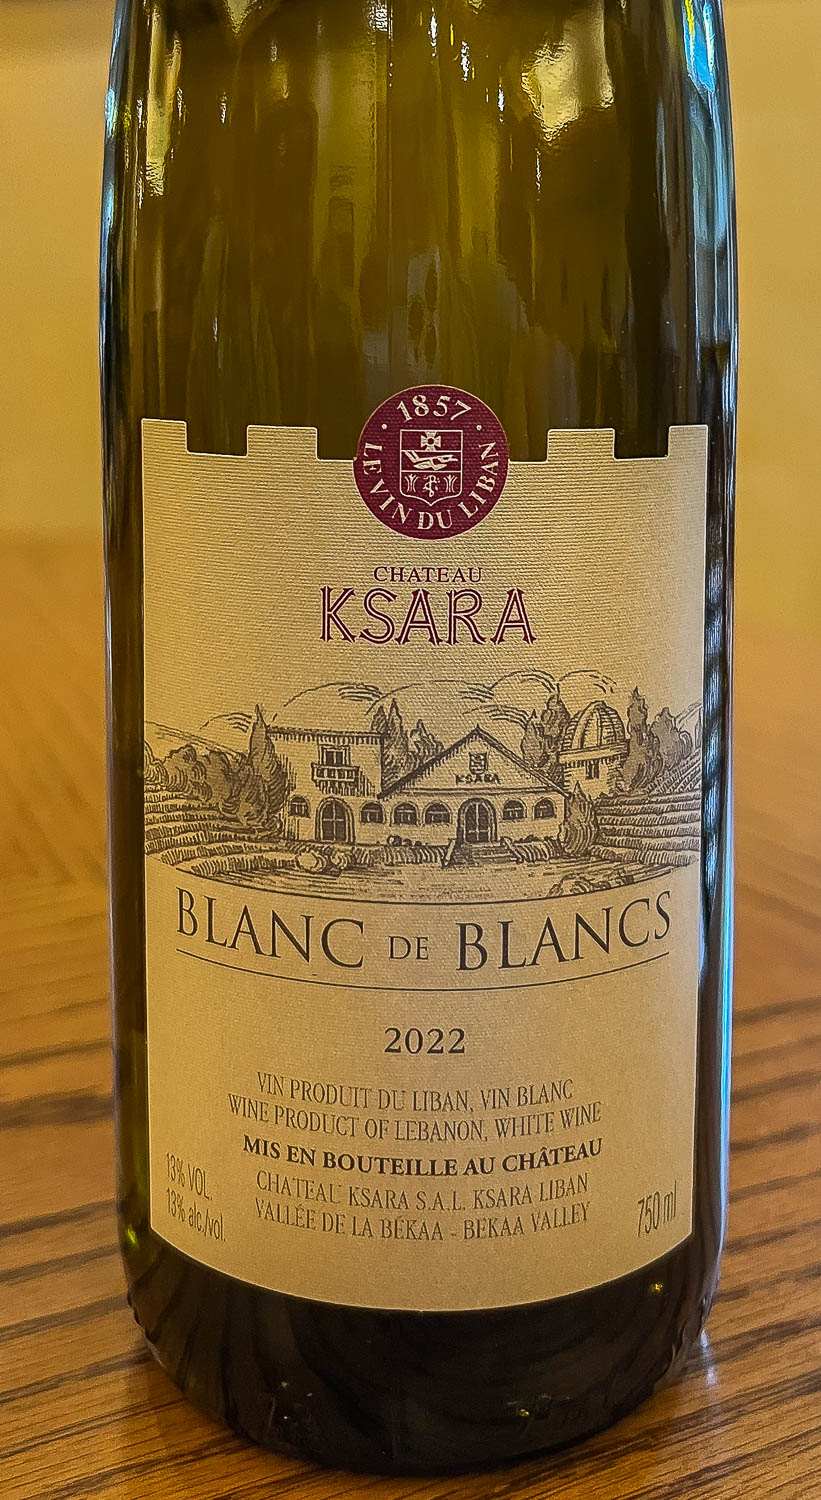 · 1857 ·
LE VIN DU LIBAN
CHATEAU
KSARA
KSARA
BLANC DE BLANCS
2022
VIN PRODUIT DU LIBAN, VIN BLANC
WINE PRODUCT OF LEBANON, WHITE WINE
MIS EN BOUTEILLE AU CHÂTEAU
CHATEAU KSARA S.A.L. KSARA LIBAN
VALLÉE DE LA BÉKAA - BEKAA VALLEY
13% VOL.
13% alc./vol.
750 ml